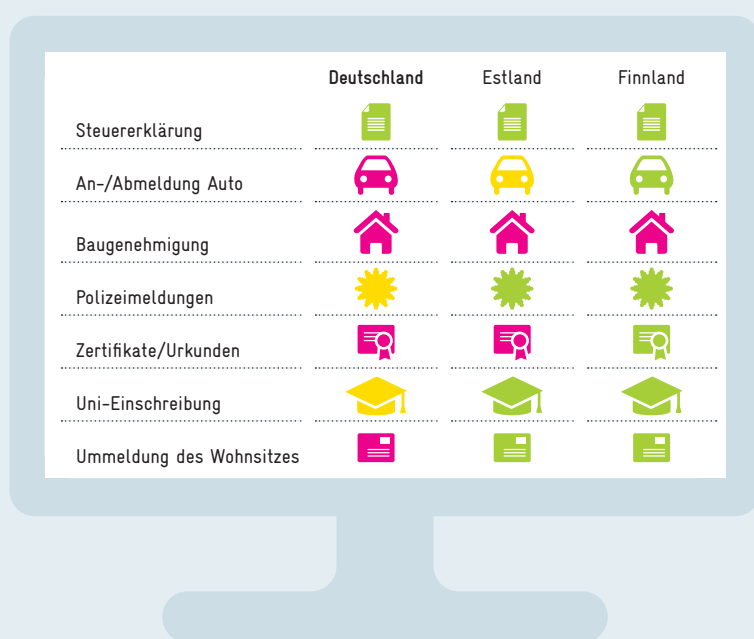 Deutschland Estland Finnland
Steuererklärung
An-/Abmeldung Auto
Baugenehmigung
Polizeimeldungen
Zertifikate/Urkunden
Uni-Einschreibung
Ummeldung des Wohnsitzes